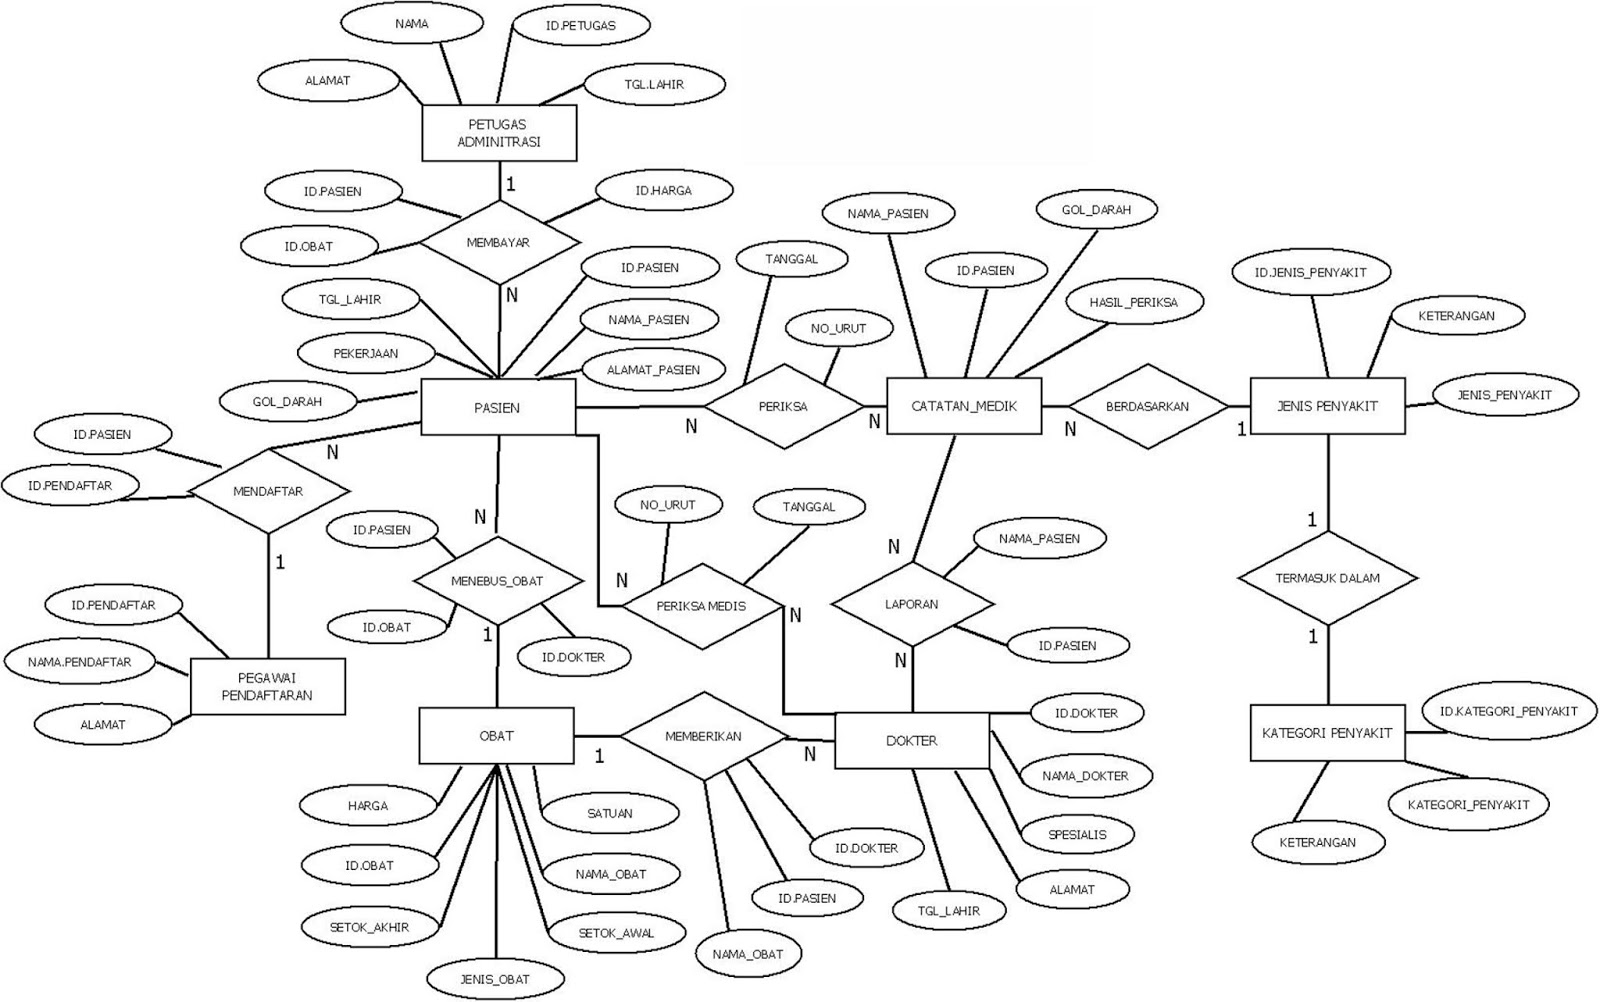 NAMA
ID.PETUGAS
ALAMAT
TGL.LAHIR
PETUGAS
ADMINITRASI
1
ID.PASIEN
ID.HARGA
MEMBAYAR
ID.OBAT
N
ID.PASIEN
TGL_LAHIR
NAMA_PASIEN
PEKERJAAN
ALAMAT_PASIEN
GOL_DARAH
PASIEN
TANGGAL
NO_URUT
N
PERIKSA
N
NAMA_PASIEN
GOL_DARAH
ID.PASIEN
HASIL_PERIKSA
CATATAN_MEDIK
N
BERDASARKAN
1
ID.JENIS_PENYAKIT
KETERANGAN
JENIS_PENYAKIT
JENIS PENYAKIT
ID.PASIEN
N
ID.PENDAFTAR
MENDAFTAR
1
ID.PENDAFTAR
NAMA.PENDAFTAR
ALAMAT
PEGAWAI
PENDAFTARAN
N
ID.PASIEN
MENEBUS_OBAT
ID.OBAT
1
ID.DOKTER
NO_URUT
TANGGAL
N
PERIKSA MEDIS
N
N
NAMA_PASIEN
LAPORAN
ID.PASIEN
N
1
TERMASUK DALAM
1
OBAT
1
MEMBERIKAN
N
DOKTER
ID.DOKTER
NAMA_DOKTER
SPESIALIS
ALAMAT
TGL_LAHIR
ID.KATEGORI_PENYAKIT
KATEGORI PENYAKIT
KATEGORI_PENYAKIT
KETERANGAN
HARGA
SATUAN
ID.OBAT
NAMA_OBAT
SETOK_AKHIR
SETOK_AWAL
JENIS_OBAT
ID.DOKTER
ID.PASIEN
NAMA_OBAT